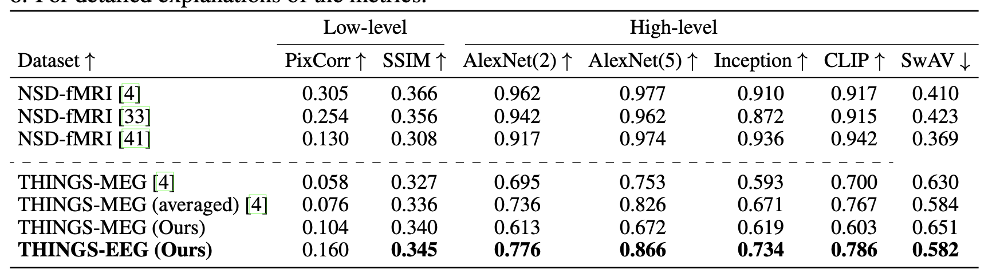 8. For detailed explanations of the metrics.
Low-level High-level
Dataset ↑ PixCorr ↑ SSIM ↑ AlexNet(2) ↑ AlexNet(5) ↑ Inception ↑ CLIP ↑ SwAV ↓
NSD-fMRI [4] 0.305 0.366 0.962 0.977 0.910 0.917 0.410
NSD-fMRI [33] 0.254 0.356 0.942 0.962 0.872 0.915 0.423
NSD-fMRI [41] 0.130 0.308 0.917 0.974 0.936 0.942 0.369
THINGS-MEG [4] 0.058 0.327 0.695 0.753 0.593 0.700 0.630
THINGS-MEG (averaged) [4] 0.076 0.336 0.736 0.826 0.671 0.767 0.584
THINGS-MEG (Ours) 0.104 0.340 0.613 0.672 0.619 0.603 0.651
THINGS-EEG (Ours) 0.160 0.345 0.776 0.866 0.734 0.786 0.582